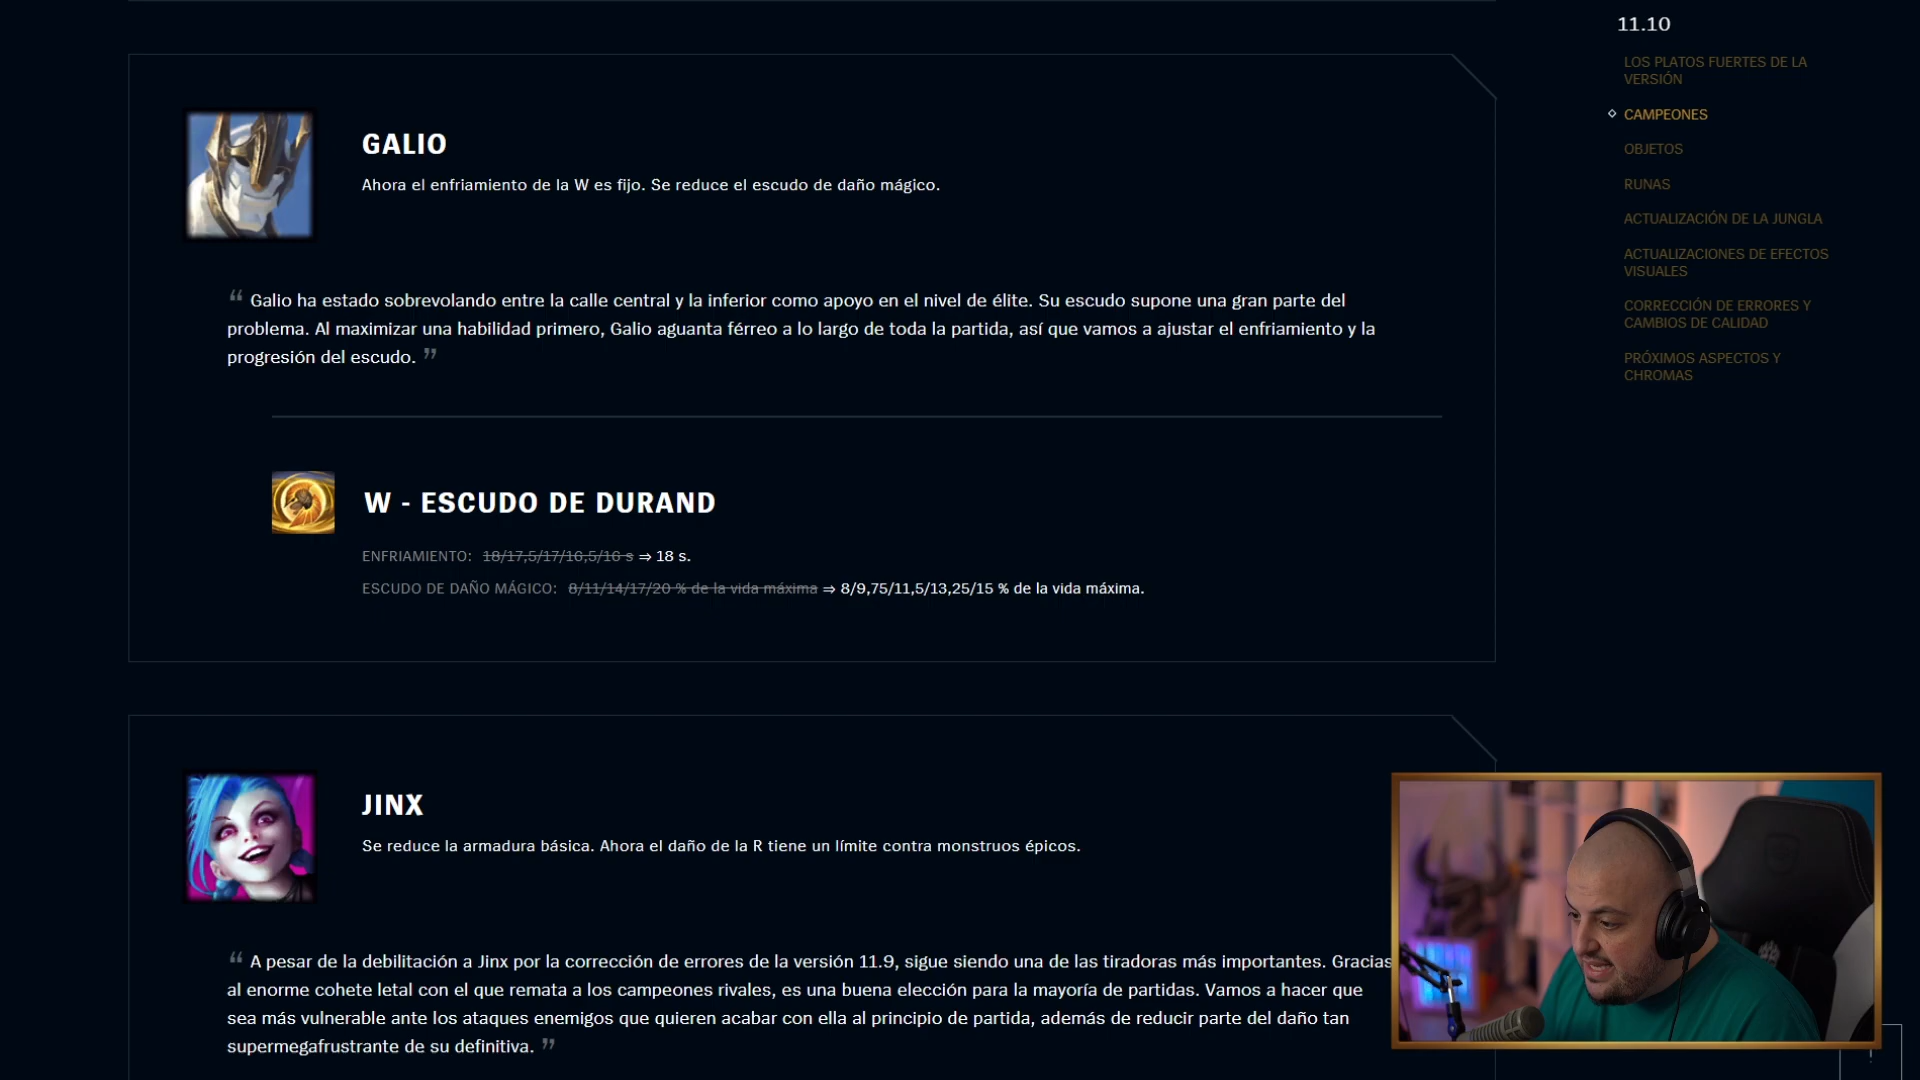 11.10
LOS PLATOS FUERTES DE LA
VERSIÓN
CAMPEONES
OBJETOS
RUNAS
ACTUALIZACIÓN DE LA JUNGLA
ACTUALIZACIONES DE EFECTOS
VISUALES
CORRECCIÓN DE ERRORES Y
CAMBIOS DE CALIDAD
PRÓXIMOS ASPECTOS Y
CHROMAS
GALIO
Ahora el enfriamiento de la W es fijo. Se reduce el escudo de daño mágico.
“ Galio ha estado sobrevolando entre la calle central y la inferior como apoyo en el nivel de élite. Su escudo supone una gran parte del
problema. Al maximizar una habilidad primero, Galio aguanta férreo a lo largo de toda la partida, así que vamos a ajustar el enfriamiento y la
progresión del escudo. ”
W - ESCUDO DE DURAND
ENFRIAMIENTO: 18/17,5/17/16,5/16 s ⇒ 18 s.
ESCUDO DE DAÑO MÁGICO: 8/11/14/17/20 % de la vida máxima ⇒ 8/9,75/11,5/13,25/15 % de la vida máxima.
JINX
Se reduce la armadura básica. Ahora el daño de la R tiene un límite contra monstruos épicos.
“ A pesar de la debilitación a Jinx por la corrección de errores de la versión 11.9, sigue siendo una de las tiradoras más importantes. Gracias
al enorme cohete letal con el que remata a los campeones rivales, es una buena elección para la mayoría de partidas. Vamos a hacer que
sea más vulnerable ante los ataques enemigos que quieren acabar con ella al principio de partida, además de reducir parte del daño tan
supermegafrustrante de su definitiva. ”